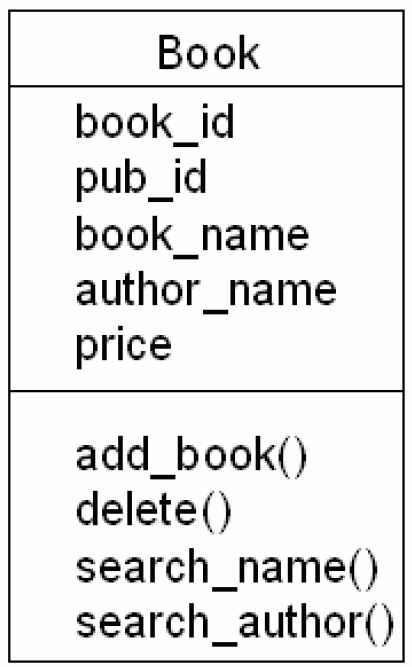 Book
book_id
pub_id
book_name
author_name
price
add_book()
delete()
search_name()
search_author()